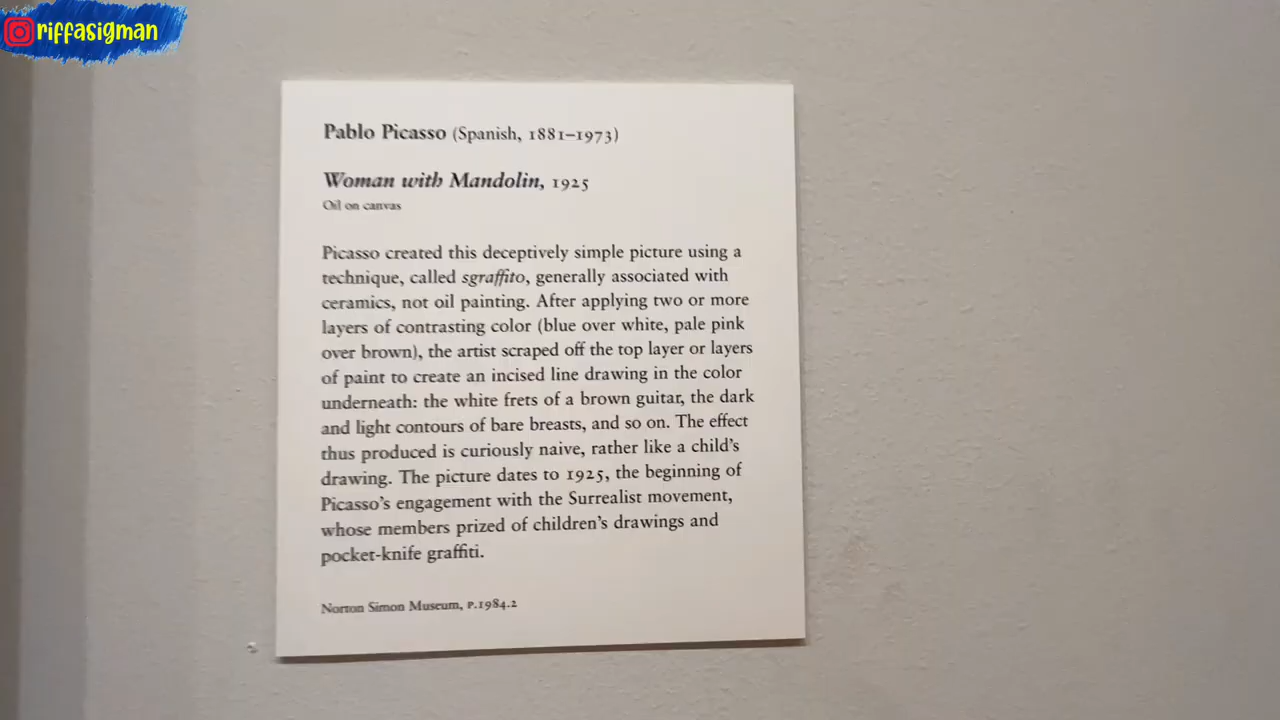 riffasigman
Pablo Picasso (Spanish, 1881–1973)
Woman with Mandolin, 1925
Oil on canvas
Picasso created this deceptively simple picture using a
technique, called sgraffito, generally associated with
ceramics, not oil painting. After applying two or more
layers of contrasting color (blue over white, pale pink
over brown), the artist scraped off the top layer or layers
of paint to create an incised line drawing in the color
underneath: the white frets of a brown guitar, the dark
and light contours of bare breasts, and so on. The effect
thus produced is curiously naive, rather like a child’s
drawing. The picture dates to 1925, the beginning of
Picasso’s engagement with the Surrealist movement,
whose members prized of children’s drawings and
pocket-knife graffiti.
Norton Simon Museum, P.1984.2